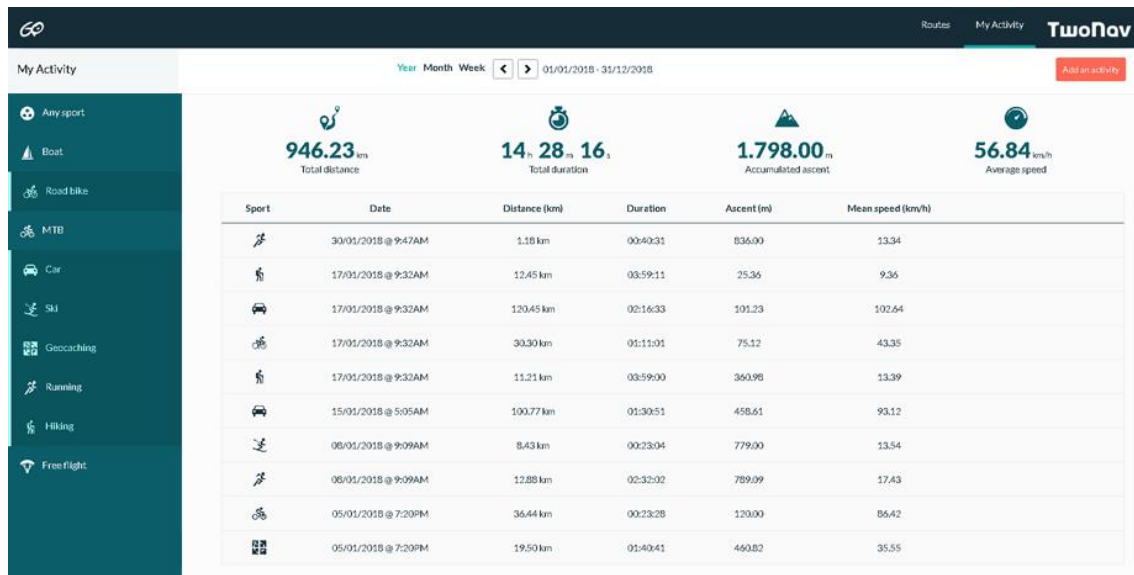 GO
Routes My Activity TwoNav
My Activity
Year Month Week 01/01/2018 - 31/12/2018
Add an activity
Any sport
Boat
Road bike
MTB
Car
Ski
Geocaching
Running
Hiking
Free flight
946.23 km 14 h 28 m 16 s 1.798.00 m 56.84 km/h
Total distance Total duration Accumulated ascent Average speed
Sport Date Distance (km) Duration Ascent (m) Mean speed (km/h)
30/01/2018 @ 9:47AM 1.18 km 00:40:31 836.00 13.34
17/01/2018 @ 9:32AM 12.45 km 03:59:11 25.36 9.36
17/01/2018 @ 9:32AM 120.45 km 02:16:33 101.23 102.64
17/01/2018 @ 9:32AM 30.30 km 01:11:01 75.12 43.35
17/01/2018 @ 9:32AM 11.21 km 03:59:00 360.98 13.39
15/01/2018 @ 5:05AM 100.77 km 01:30:51 458.61 93.12
08/01/2018 @ 9:09AM 8.43 km 00:23:04 779.00 13.54
08/01/2018 @ 9:09AM 12.88 km 02:32:02 789.09 17.43
05/01/2018 @ 7:20PM 36.44 km 00:23:28 120.00 86.42
05/01/2018 @ 7:20PM 19.50 km 01:40:41 460.82 35.55